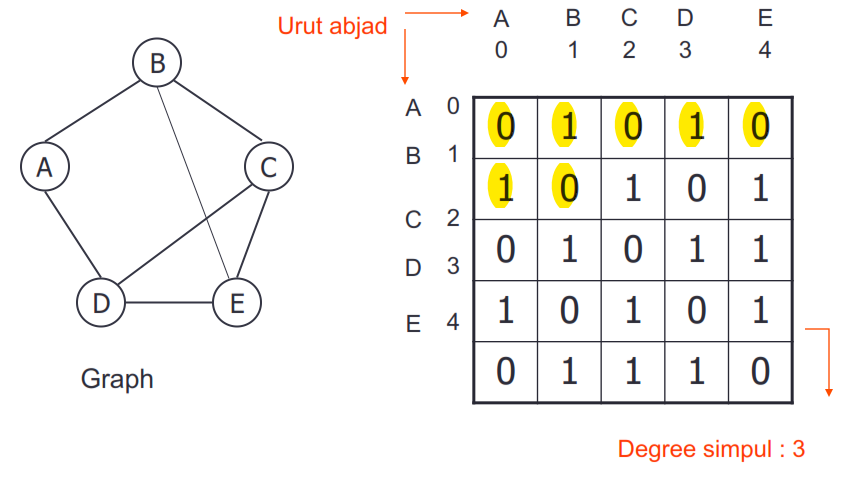 Urut abjad
A B C D E
0 1 2 3 4
B
A
C
D
E
Graph
A 0
B 1
C 2
D 3
E 4
0 1 0 1 0
1 0 1 0 1
0 1 0 1 1
1 0 1 0 1
0 1 1 1 0
Degree simpul : 3